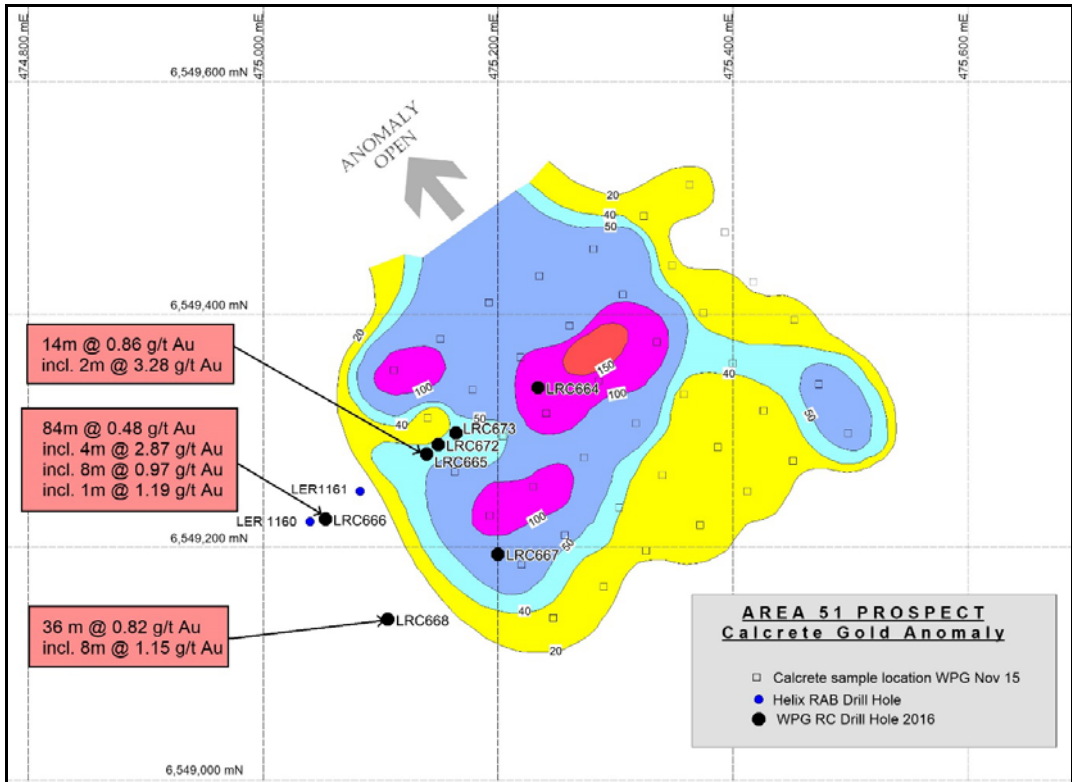 474,800 mE
475,000 mE
475,200 mE
475,400 mE
475,600 mE
6,549,600 mN
ANOMALY
OPEN
20
40
50
6,549,400 mN
20
14m @ 0.86 g/t Au
incl. 2m @ 3.28 g/t Au
150
100
LRC664
100
40
50
40
50
LRC673
LRC672
LRC665
84m @ 0.48 g/t Au
incl. 4m @ 2.87 g/t Au
incl. 8m @ 0.97 g/t Au
incl. 1m @ 1.19 g/t Au
LER1161
LER 1160
LRC666
100
6,549,200 mN
LRC667
50
40
36 m @ 0.82 g/t Au
incl. 8m @ 1.15 g/t Au
LRC668
20
AREA 51 PROSPECT
Calcrete Gold Anomaly
Calcrete sample location WPG Nov 15
Helix RAB Drill Hole
WPG RC Drill Hole 2016
6,549,000 mN
100